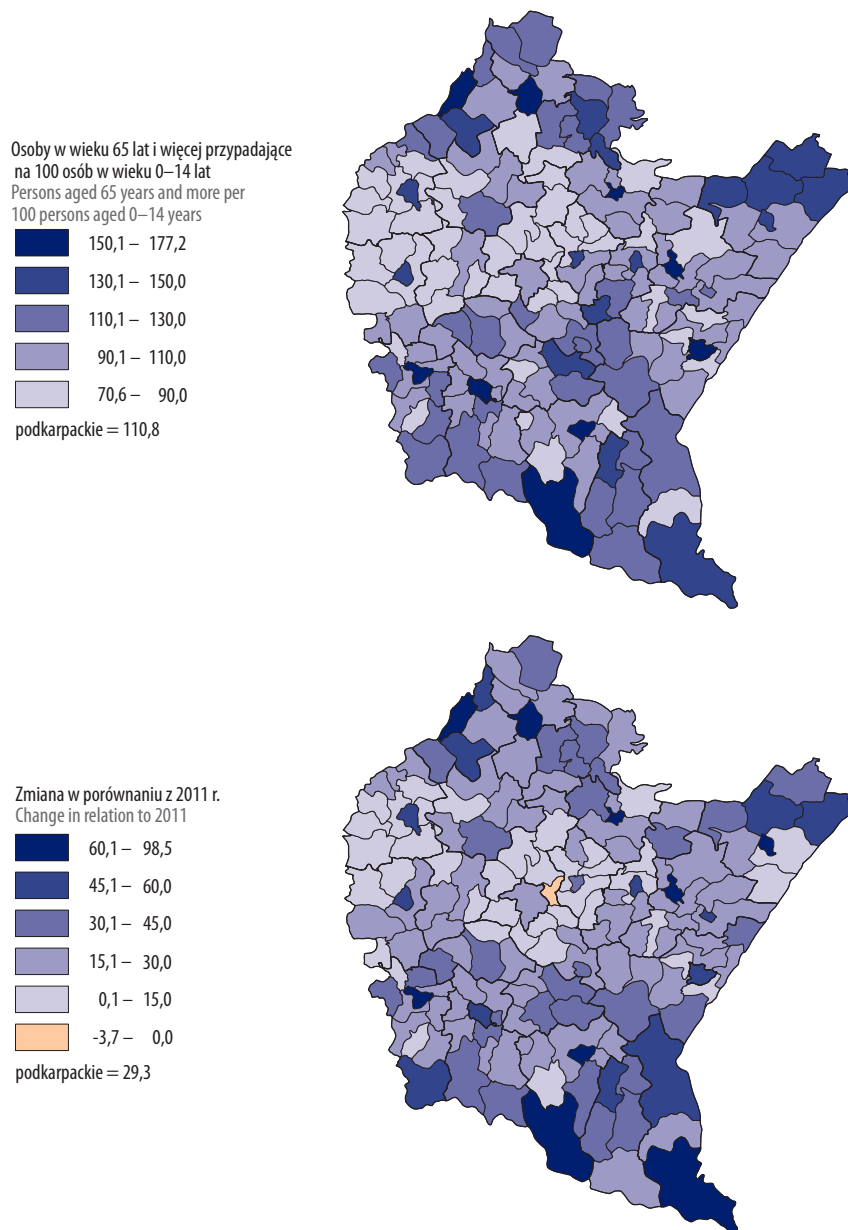 Osoby w wieku 65 lat i więcej przypadające
na 100 osób w wieku 0–14 lat
Persons aged 65 years and more per
100 persons aged 0–14 years
150,1 – 177,2
130,1 – 150,0
110,1 – 130,0
90,1 – 110,0
70,6 – 90,0
podkarpackie = 110,8
Zmiana w porównaniu z 2011 r.
Change in relation to 2011
60,1 – 98,5
45,1 – 60,0
30,1 – 45,0
15,1 – 30,0
0,1 – 15,0
-3,7 – 0,0
podkarpackie = 29,3